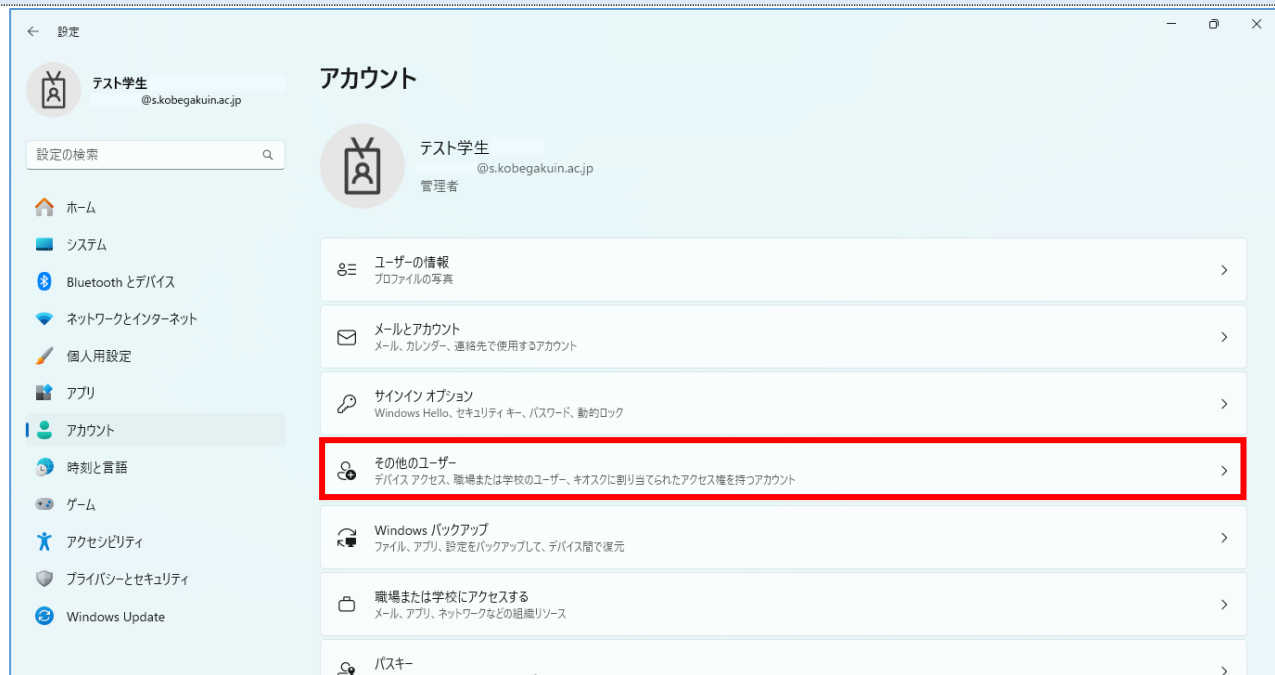 設定
テスト学生
@s.kobegakuin.ac.jp
設定の検索
ホーム
システム
Bluetooth とデバイス
ネットワークとインターネット
個人用設定
アプリ
アカウント
時刻と言語
ゲーム
アクセシビリティ
プライバシーとセキュリティ
Windows Update
アカウント
テスト学生
@s.kobegakuin.ac.jp
管理者
ユーザーの情報
プロファイルの写真
メールとアカウント
メール、カレンダー、連絡先で使用するアカウント
サインイン オプション
Windows Hello、セキュリティ キー、パスワード、動的ロック
その他のユーザー
デバイス アクセス、職場または学校のユーザー、キオスクに割り当てられたアクセス権を持つアカウント
Windows バックアップ
ファイル、アプリ、設定をバックアップして、デバイス間で復元
職場または学校にアクセスする
メール、アプリ、ネットワークなどの組織リソース
パスキー